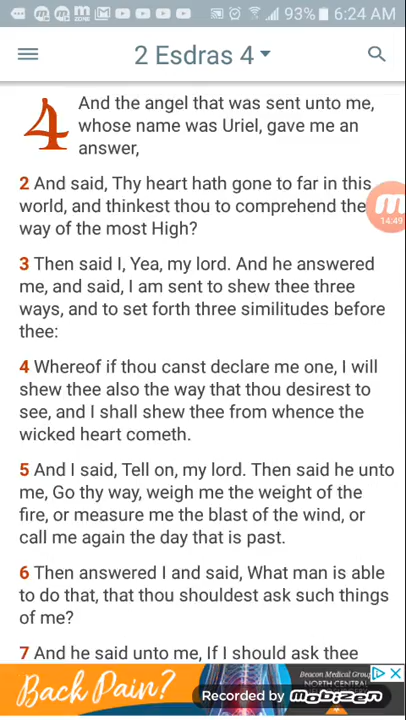 93% 6:24 AM
2 Esdras 4
4 And the angel that was sent unto me,
whose name was Uriel, gave me an
answer,
2 And said, Thy heart hath gone to far in this
world, and thinkest thou to comprehend the
way of the most High?
14:49
3 Then said I, Yea, my lord. And he answered
me, and said, I am sent to shew thee three
ways, and to set forth three similitudes before
thee:
4 Whereof if thou canst declare me one, I will
shew thee also the way that thou desirest to
see, and I shall shew thee from whence the
wicked heart cometh.
5 And I said, Tell on, my lord. Then said he unto
me, Go thy way, weigh me the weight of the
fire, or measure me the blast of the wind, or
call me again the day that is past.
6 Then answered I and said, What man is able
to do that, that thou shouldest ask such things
of me?
7 And he said unto me, If I should ask thee
Back Pain?
Beacon Medical Group
NORTH CENTRAL
Recorded by mobizen